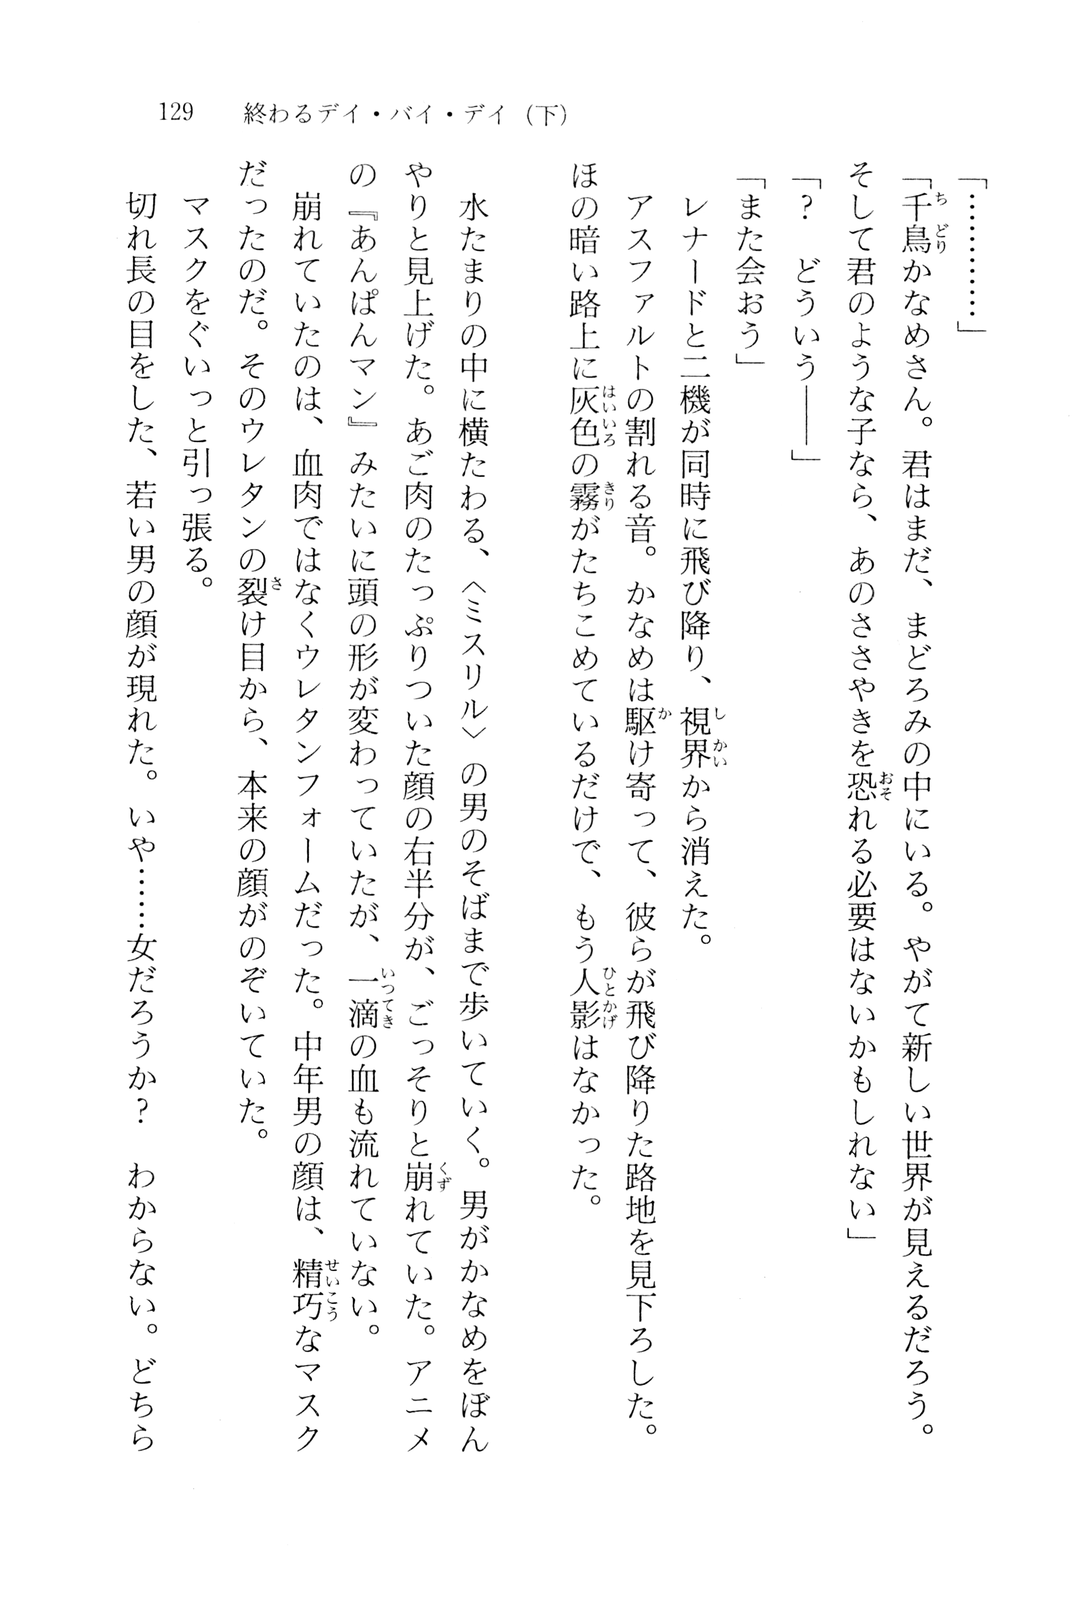 129　終わるデイ・バイ・デイ（下）
「…………」
「千鳥かなめさん。君はまだ、まどろみの中にいる。やがて新しい世界が見えるだろう。
そして君のような子なら、あのささやきを恐れる必要はないかもしれない」
「？　どういう――」
「また会おう」
　レナードと二機が同時に飛び降り、視界から消えた。
　アスファルトの割れる音。かなめは駆け寄って、彼らが飛び降りた路地を見下ろした。
ほの暗い路上に灰色の霧がたちこめているだけで、もう人影はなかった。
　水たまりの中に横たわる、〈ミスリル〉の男のそばまで歩いていく。男がかなめをぼん
やりと見上げた。あご肉のたっぷりついた顔の右半分が、ごっそりと崩れていた。アニメ
の『あんぱんマン』みたいに頭の形が変わっていたが、一滴の血も流れていない。
　崩れていたのは、血肉ではなくウレタンフォームだった。中年男の顔は、精巧なマスク
だったのだ。そのウレタンの裂け目から、本来の顔がのぞいていた。
　マスクをぐいっと引っ張る。
　切れ長の目をした、若い男の顔が現れた。いや……女だろうか？　わからない。どちら